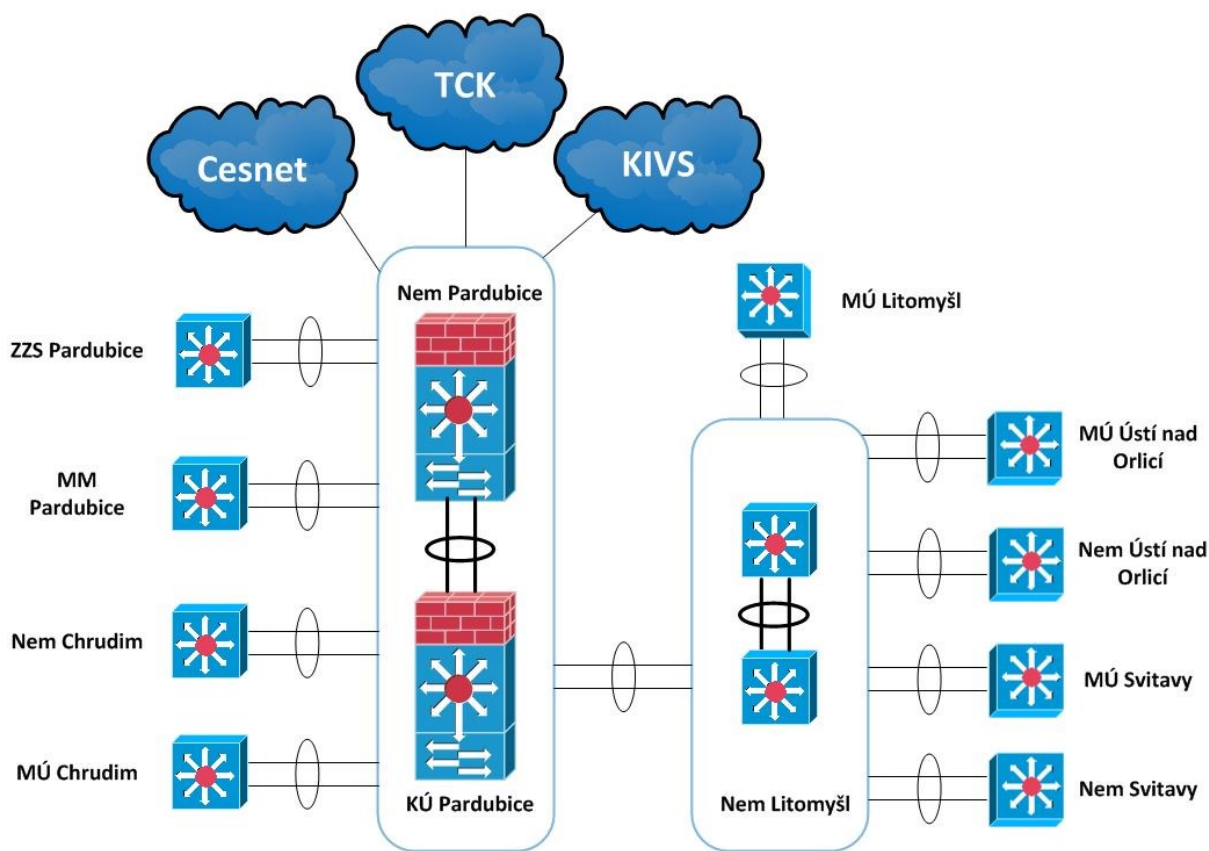 TCK
Cesnet
KIVS
Nem Pardubice
MÚ Litomyšl
ZZS Pardubice
MÚ Ústí nad
Orlicí
MM
Pardubice
Nem Ústí nad
Orlicí
Nem Chrudim
MÚ Svitavy
MÚ Chrudim
KÚ Pardubice
Nem Litomyšl
Nem Svitavy